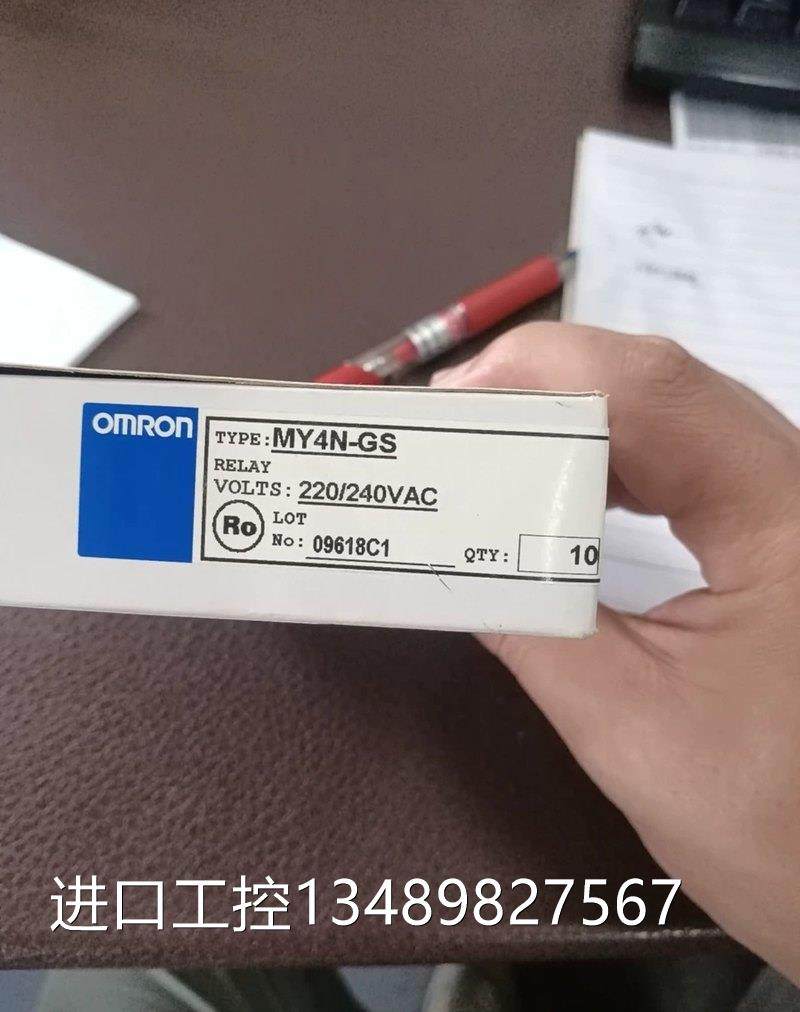 OMRON
TYPE: MY4N-GS
RELAY
VOLTS: 220/240VAC
Ro
LOT
No: 09618C1 QTY: 10
进口工控13489827567